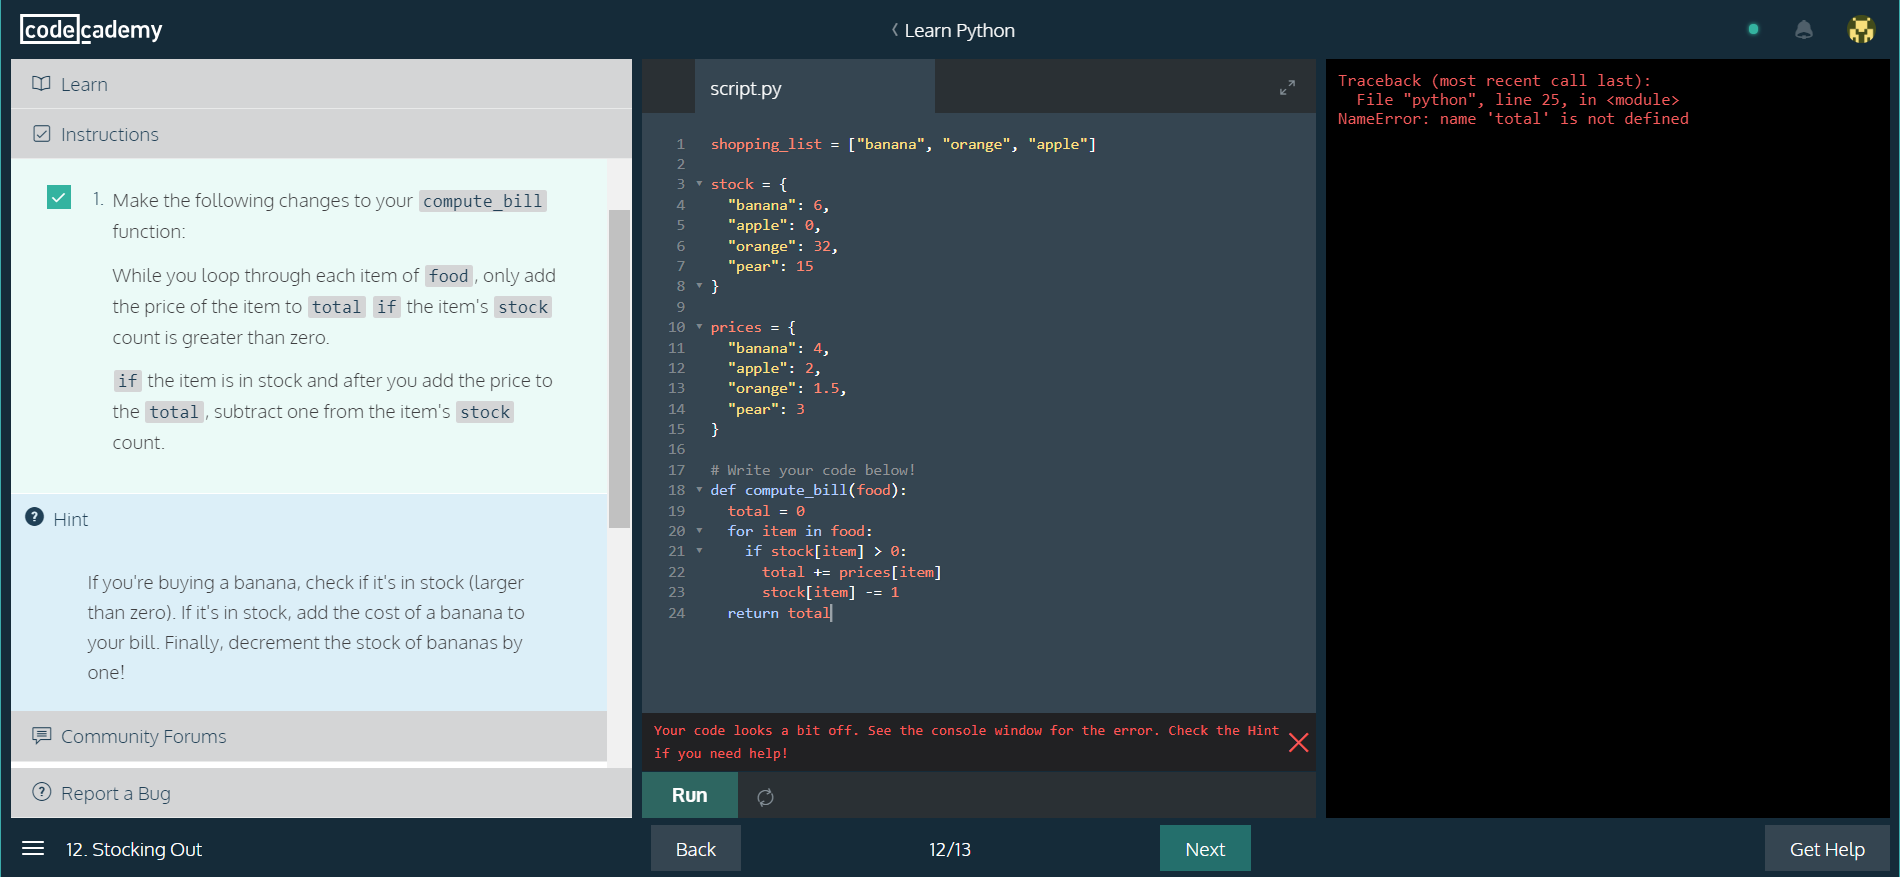 codecademy
Learn Python
Learn
Instructions
1. Make the following changes to your compute_bill
function:
While you loop through each item of food, only add
the price of the item to total if the item's stock
count is greater than zero.
if the item is in stock and after you add the price to
the total, subtract one from the item's stock
count.
Hint
If you're buying a banana, check if it's in stock (larger
than zero). If it's in stock, add the cost of a banana to
your bill. Finally, decrement the stock of bananas by
one!
Community Forums
Report a Bug
script.py
1 shopping_list = ["banana", "orange", "apple"]
2
3 stock = {
4   "banana": 6,
5   "apple": 0,
6   "orange": 32,
7   "pear": 15
8 }
9
10 prices = {
11   "banana": 4,
12   "apple": 2,
13   "orange": 1.5,
14   "pear": 3
15 }
16
17 # Write your code below!
18 def compute_bill(food):
19   total = 0
20   for item in food:
21     if stock[item] > 0:
22       total += prices[item]
23       stock[item] -= 1
24   return total
Your code looks a bit off. See the console window for the error. Check the Hint
if you need help!
Run
Traceback (most recent call last):
  File "python", line 25, in <module>
NameError: name 'total' is not defined
12. Stocking Out
Back
12/13
Next
Get Help